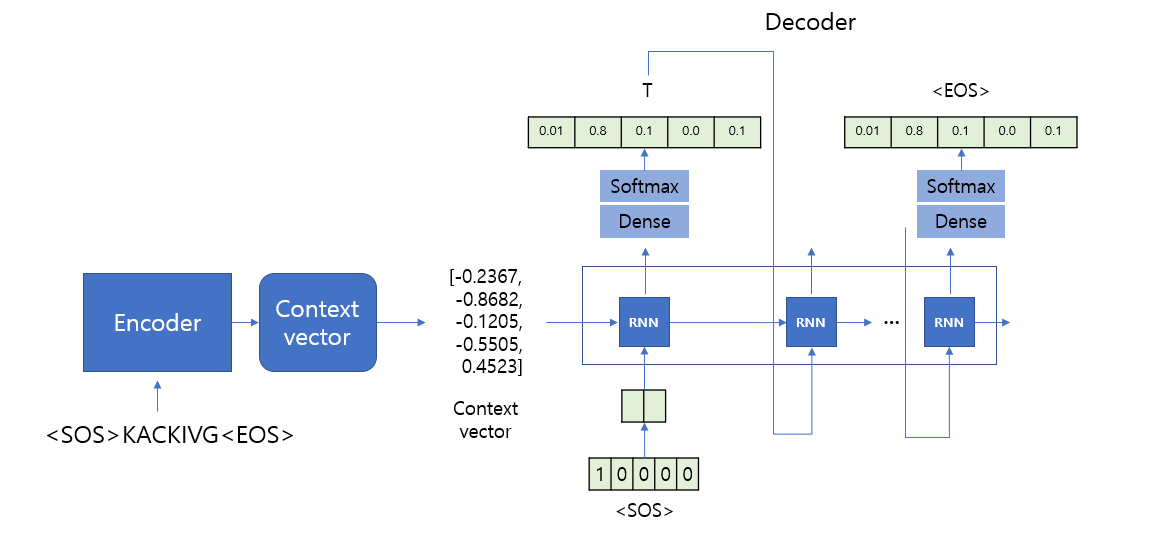 Decoder
T
<EOS>
0.01 0.8 0.1 0.0 0.1
0.01 0.8 0.1 0.0 0.1
Softmax
Dense
Softmax
Dense
Encoder
Context
vector
[-0.2367,
-0.8682,
-0.1205,
-0.5505,
0.4523]
RNN
RNN
...
RNN
Context
vector
<SOS>KACKIVG<EOS>
1 0 0 0 0
<SOS>